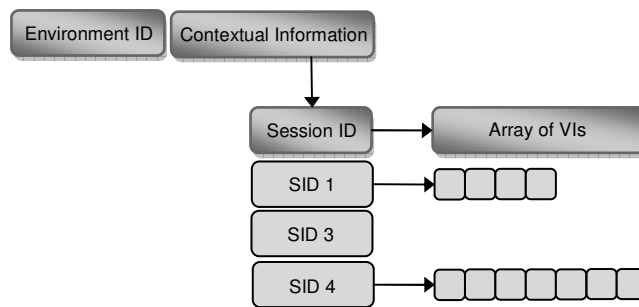 Environment ID
Contextual Information
Session ID
Array of VIs
SID 1
SID 3
SID 4